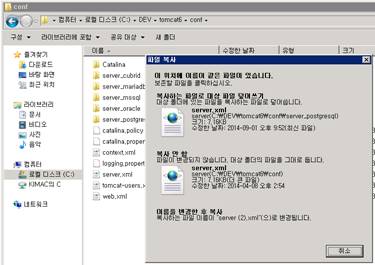 conf
컴퓨터 ▸ 로컬 디스크 (C:) ▸ DEV ▸ tomcat6 ▸ conf
구성 ▾ 라이브러리에 포함 ▾ 공유 대상 ▾ 새 폴더
즐겨찾기
다운로드
바탕 화면
최근 위치
라이브러리
문서
비디오
사진
음악
컴퓨터
로컬 디스크 (C:)
KIMAC의 C
네트워크
이름
수정한 날짜
유형
크기
Catalina
server_cubrid
server_mariadb
server_mssql
server_oracle
server_postgres
catalina.policy
catalina.proper
context.xml
logging.propert
server.xml
tomcat-users.x
web.xml
파일 복사
이 위치에 이름이 같은 파일이 있습니다.
보존할 파일을 클릭하십시오.
복사하는 파일로 대상 파일 덮어쓰기
대상 폴더에 있는 파일을 복사하는 파일로 덮어씁니다.
server.xml
server(C:₩DEV₩tomcat6₩conf₩server_postgresql)
크기: 7.16KB
수정한 날짜: 2014-09-01 오후 9:52(최신 파일)
복사 안 함
파일이 변경되지 않습니다. 대상 폴더의 파일을 그대로 둡니다.
server.xml
server(C:₩DEV₩tomcat6₩conf)
크기: 7.16KB(더 큰 파일)
수정한 날짜: 2014-04-08 오후 2:54
이름을 변경한 후 복사
복사하는 파일 이름이 "server (2).xml"(으)로 변경됩니다.
취소